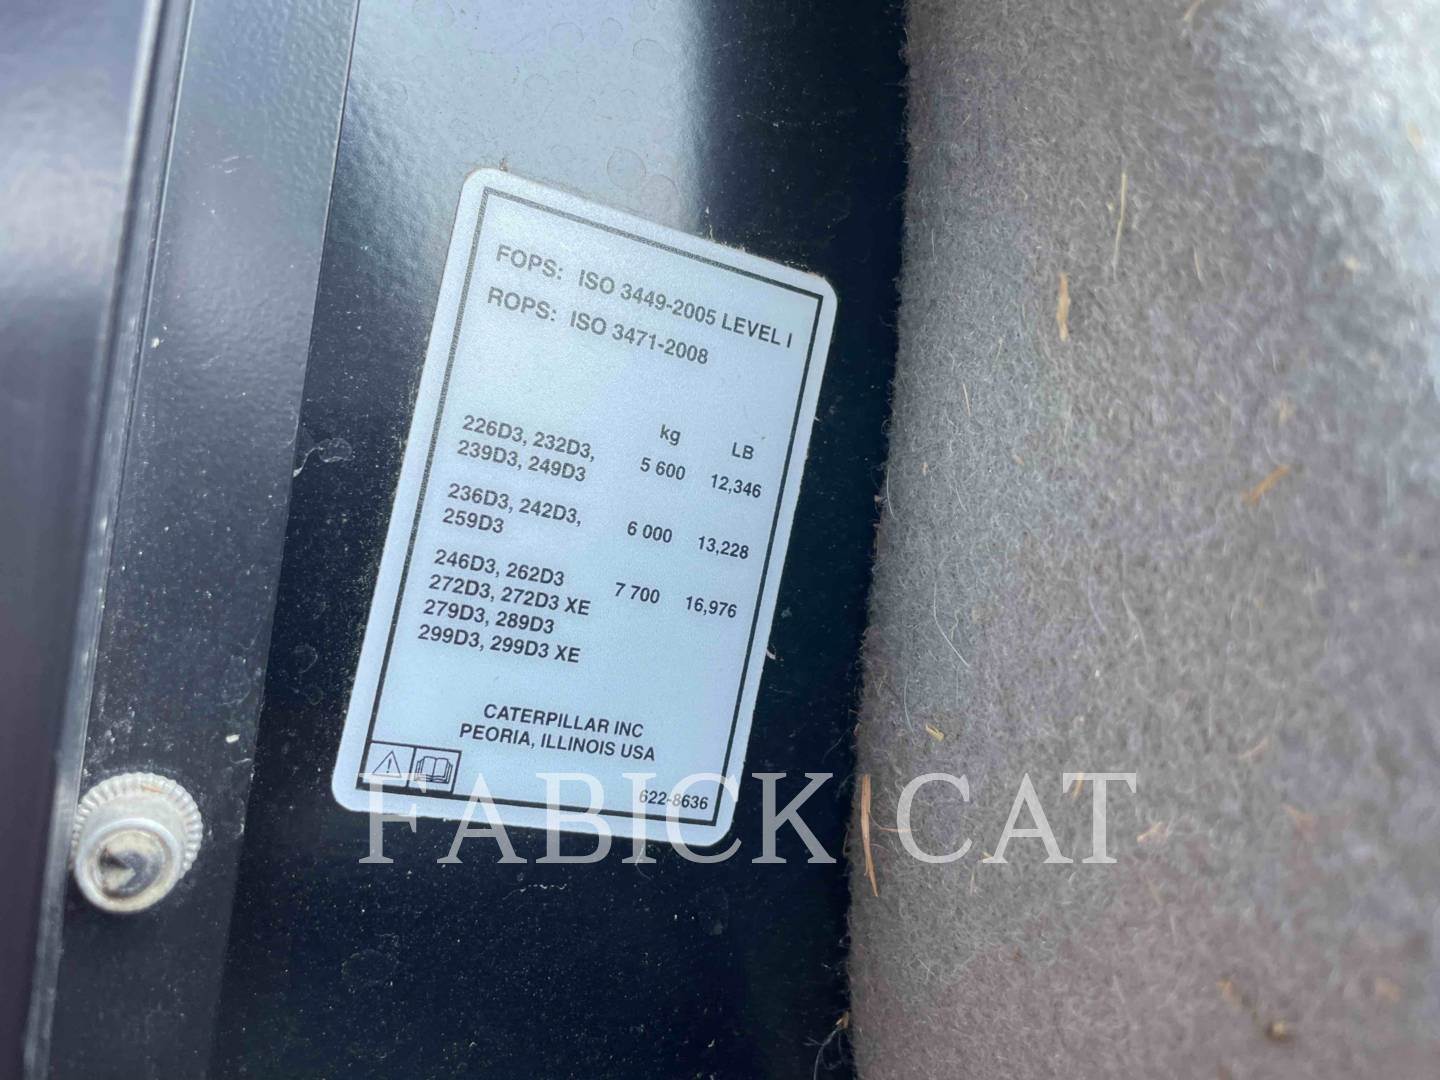 FOPS: ISO 3449-2005 LEVEL I
ROPS: ISO 3471-2008
kg LB
226D3, 232D3,
239D3, 249D3 5 600 12,346
236D3, 242D3,
259D3 6 000 13,228
246D3, 262D3 7 700 16,976
272D3, 272D3 XE
279D3, 289D3
299D3, 299D3 XE
CATERPILLAR INC
PEORIA, ILLINOIS USA
622-8636
FABICK CAT